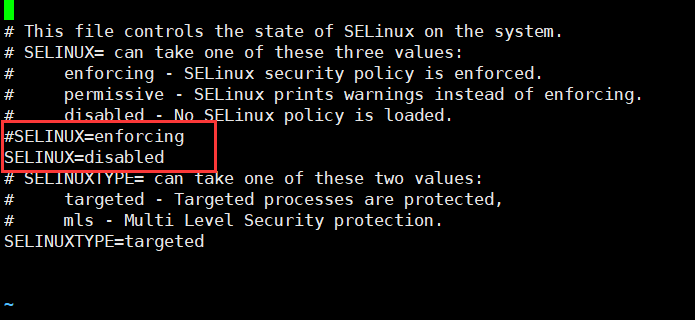 # This file controls the state of SELinux on the system.
# SELINUX= can take one of these three values:
#     enforcing - SELinux security policy is enforced.
#     permissive - SELinux prints warnings instead of enforcing.
#     disabled - No SELinux policy is loaded.
#SELINUX=enforcing
SELINUX=disabled
# SELINUXTYPE= can take one of these two values:
#     targeted - Targeted processes are protected,
#     mls - Multi Level Security protection.
SELINUXTYPE=targeted
~